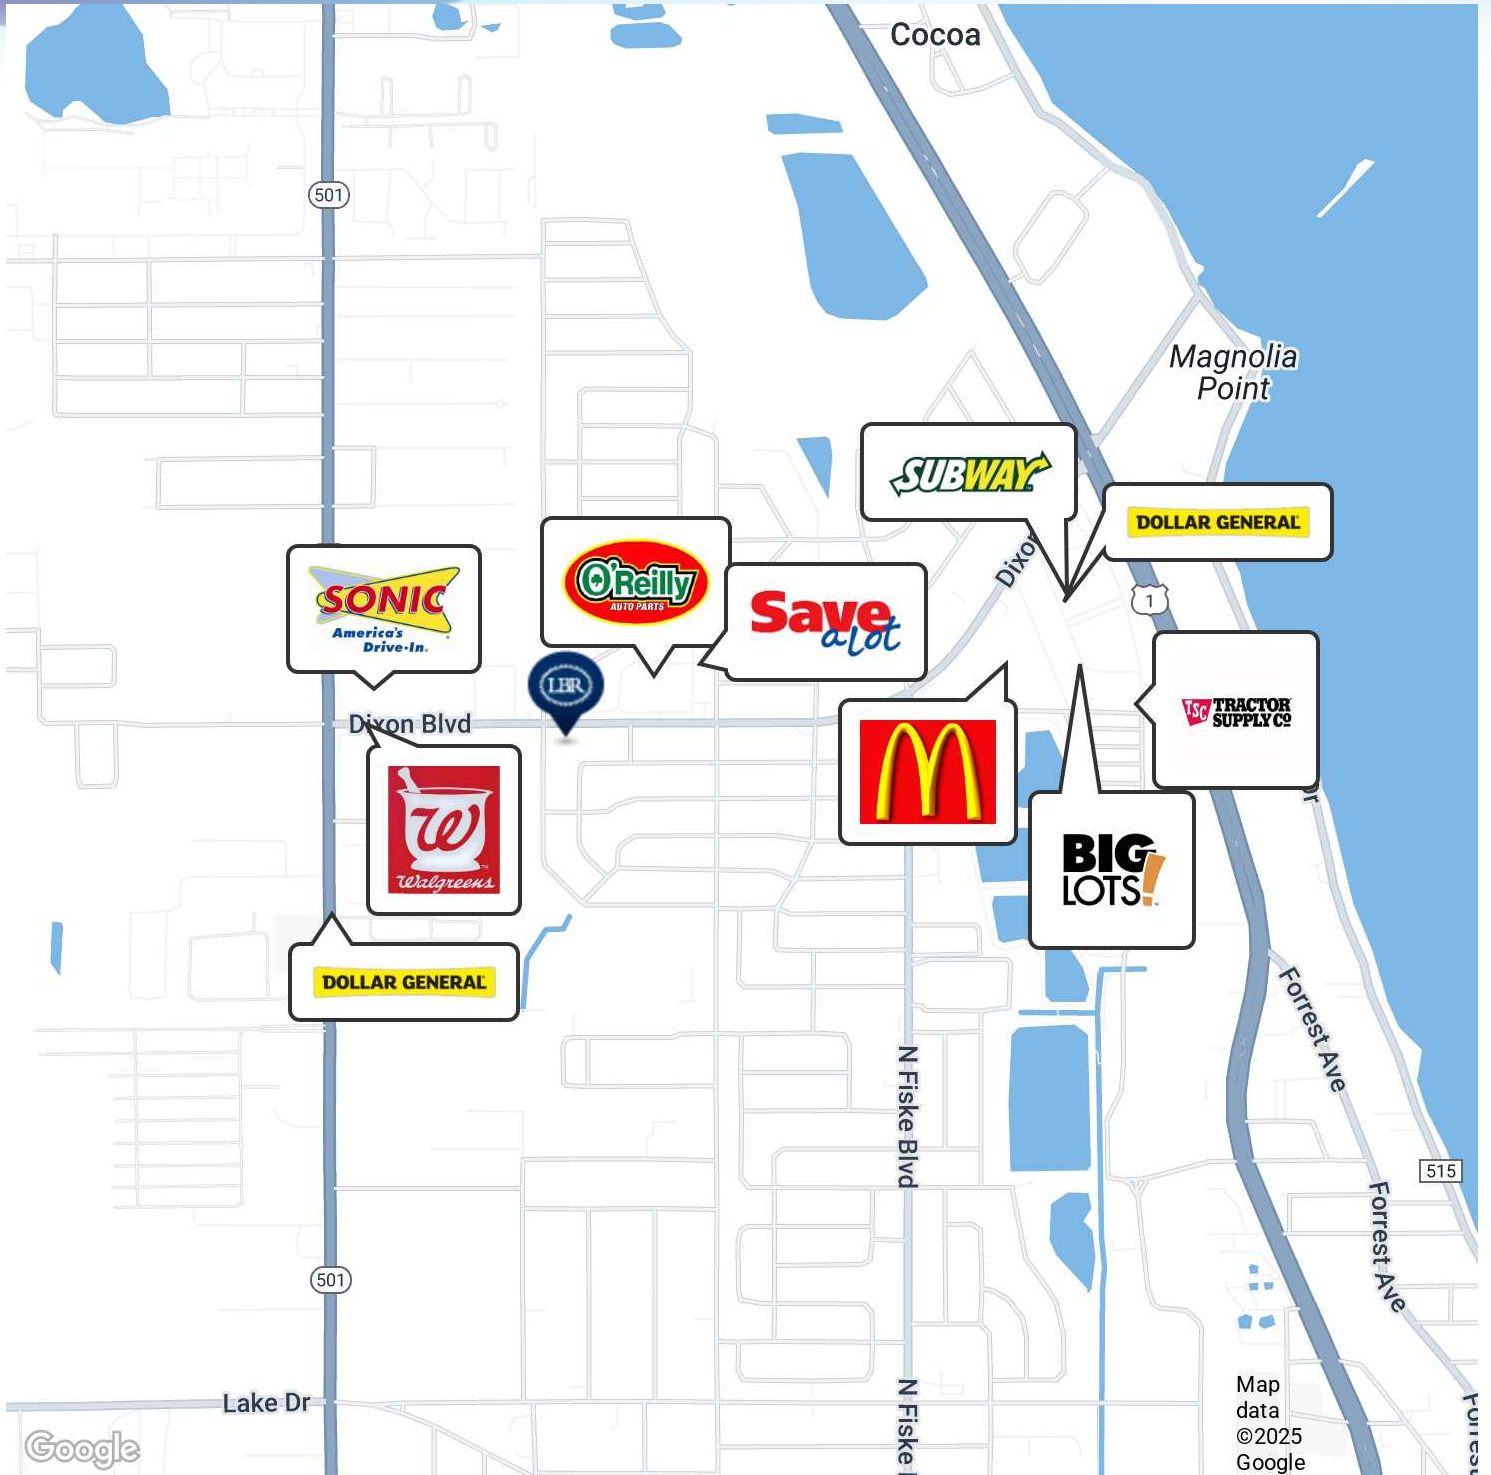 Cocoa
501
Magnolia
Point
SUBWAY
DOLLAR GENERAL
Dixon
1
SONIC
America's
Drive-In
O'Reilly
AUTO PARTS
Save
a Lot
LBR
Dixon Blvd
TSC TRACTOR
SUPPLY CO
Dr
W
Walgreens
M
BIG
LOTS!
DOLLAR GENERAL
Forrest Ave
N Fiske Blvd
515
Forrest Ave
501
Lake Dr
N Fiske
Map
data
©2025
Google
Google